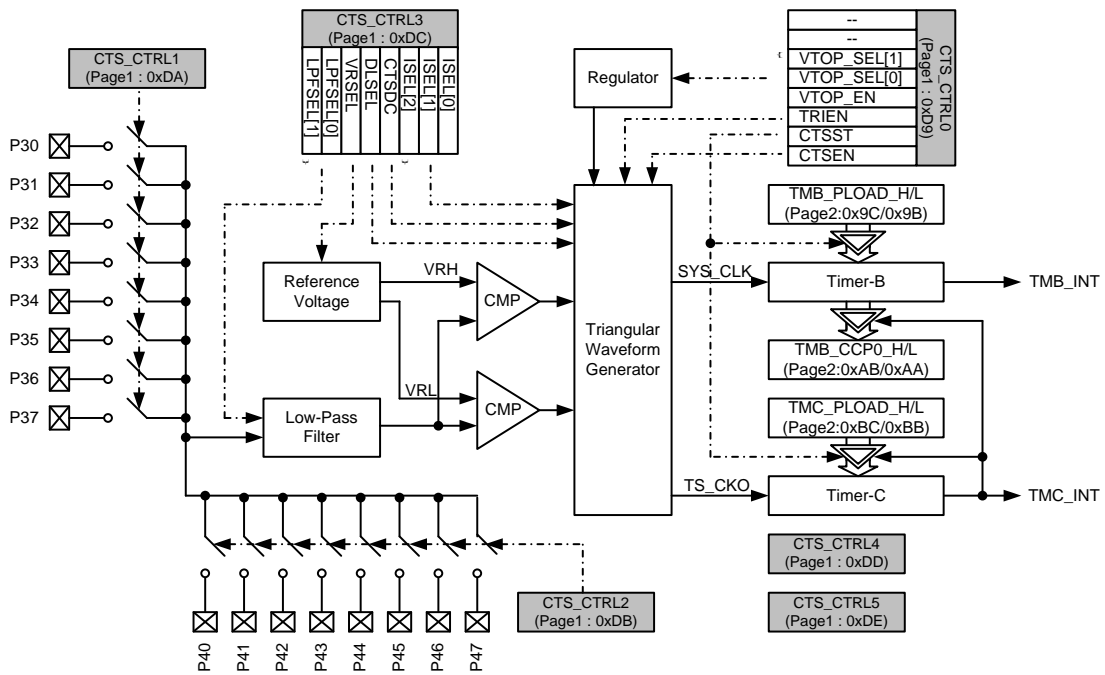 CTS_CTRL1
(Page1 : 0xDA)
CTS_CTRL3
(Page1 : 0xDC)
LPFSEL[1]
LPFSEL[0]
VRSEL
DLSEL
CTSDC
ISEL[2]
ISEL[1]
ISEL[0]
--
--
VTOP_SEL[1]
VTOP_SEL[0]
VTOP_EN
TRIEN
CTSST
CTSEN
CTS_CTRL0
(Page1 : 0xD9)
Regulator
P30
P31
P32
P33
P34
P35
P36
P37
Reference
Voltage
VRH
VRL
CMP
CMP
Low-Pass
Filter
Triangular
Waveform
Generator
SYS_CLK
TS_CKO
TMB_PLOAD_H/L
(Page2:0x9C/0x9B)
Timer-B
TMB_INT
TMB_CCP0_H/L
(Page2:0xAB/0xAA)
TMC_PLOAD_H/L
(Page2:0xBC/0xBB)
Timer-C
TMC_INT
CTS_CTRL4
(Page1 : 0xDD)
CTS_CTRL5
(Page1 : 0xDE)
CTS_CTRL2
(Page1 : 0xDB)
P40
P41
P42
P43
P44
P45
P46
P47